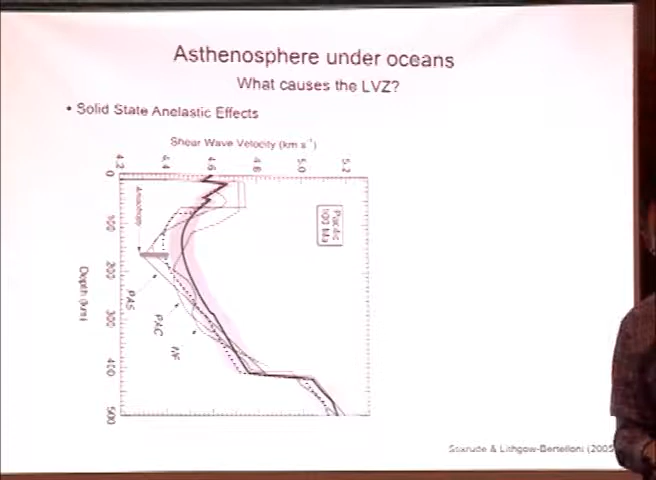 Asthenosphere under oceans
What causes the LVZ?
• Solid State Anelastic Effects
Shear Wave Velocity (km s⁻¹)
4.2 4.4 4.6 4.8 5.0 5.2
0
100
200
300
400
500
Depth (km)
Pacific
100 Ma
PAS
PAC
NF
Stixrude & Lithgow-Bertelloni (2005